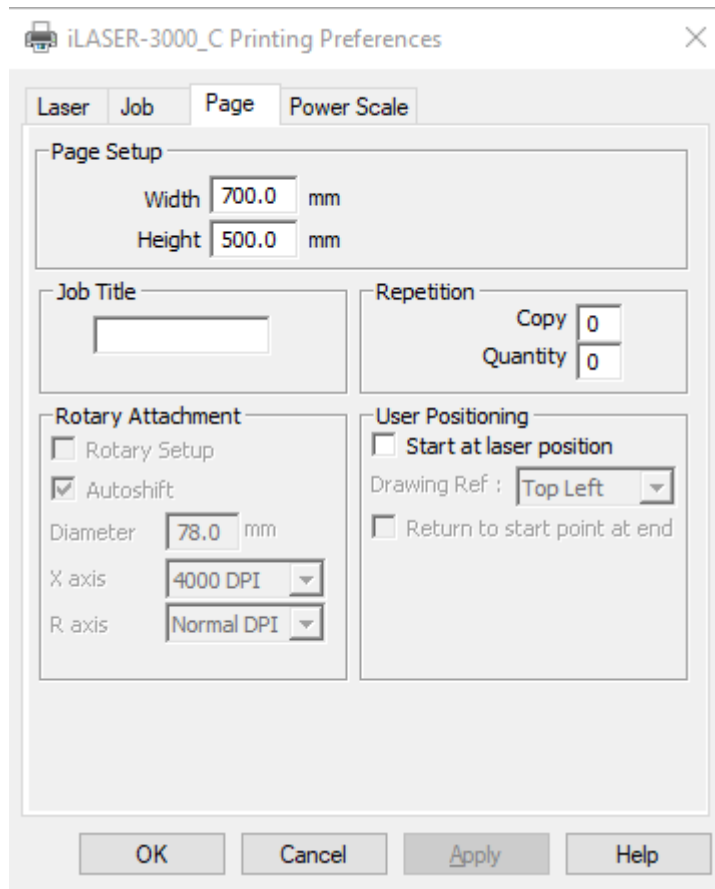 iLASER-3000_C Printing Preferences
Laser Job Page Power Scale
Page Setup
Width 700.0 mm
Height 500.0 mm
Job Title
Repetition
Copy 0
Quantity 0
Rotary Attachment
Rotary Setup
Autoshift
Diameter 78.0 mm
X axis 4000 DPI
R axis Normal DPI
User Positioning
Start at laser position
Drawing Ref : Top Left
Return to start point at end
OK Cancel Apply Help